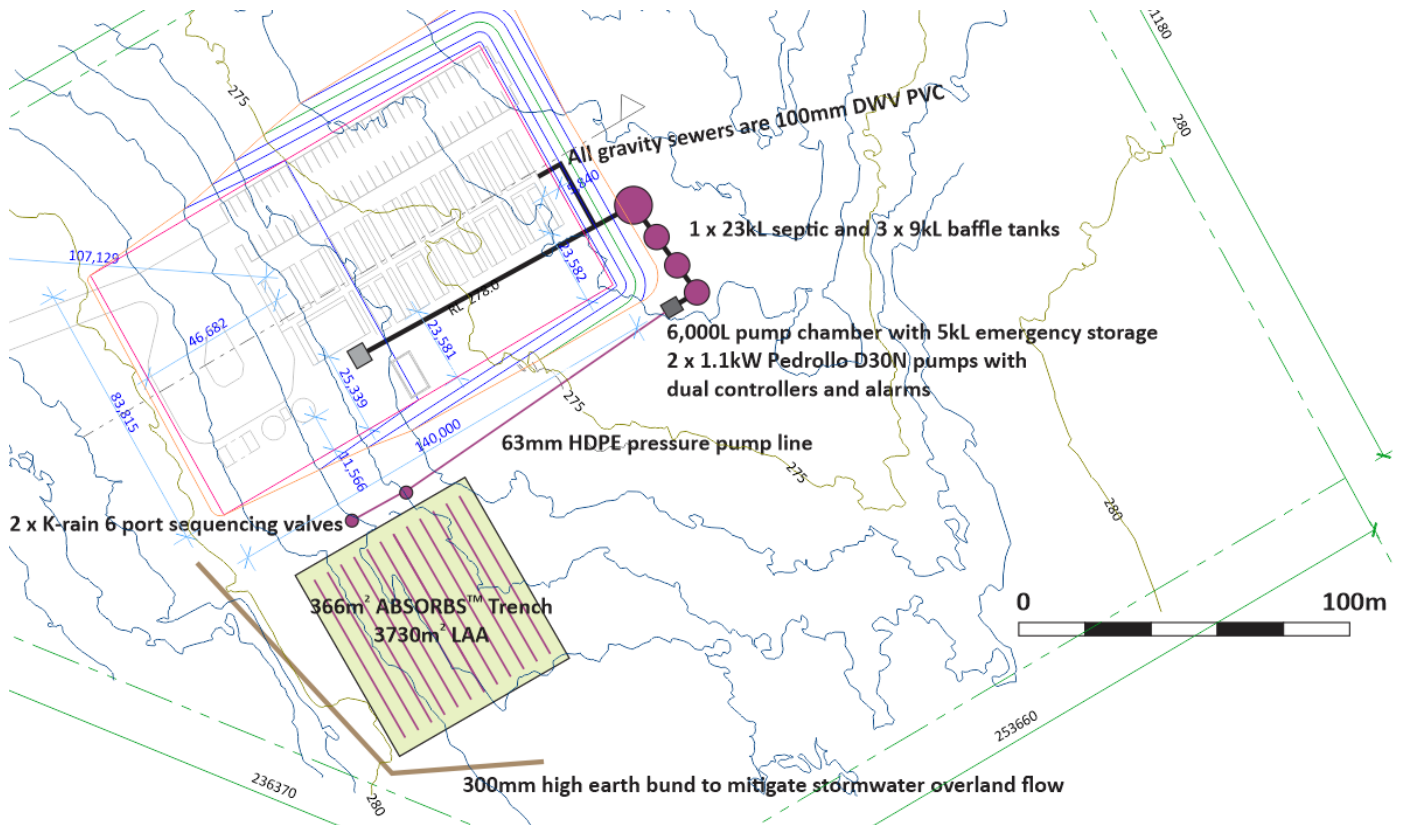 1180
280
275
All gravity sewers are 100mm DWV PVC
1 x 23kL septic and 3 x 9kL baffle tanks
107,129
23,582
RL 278.0
46,682
23,581
6,000L pump chamber with 5kL emergency storage
2 x 1.1kW Pedrollo D30N pumps with
dual controllers and alarms
25,339
275
83,815
140,000
63mm HDPE pressure pump line
11,566
275
280
2 x K-rain 6 port sequencing valves
0 100m
366m² ABSORBS™ Trench
3730m² LAA
253660
236370
280
300mm high earth bund to mitigate stormwater overland flow